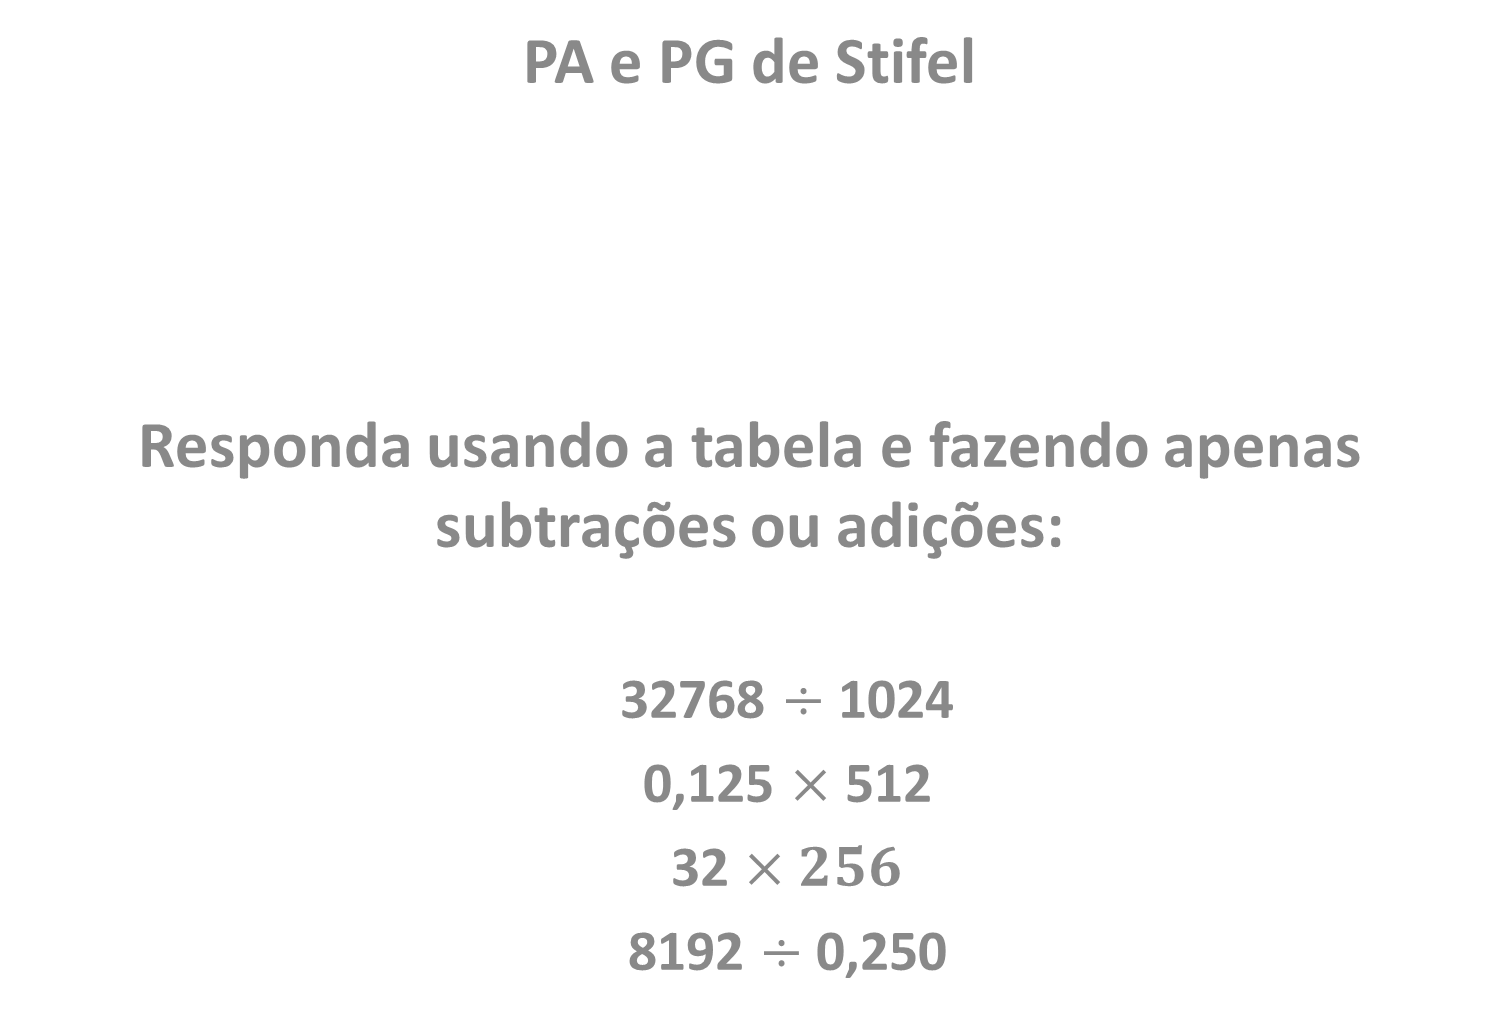 PA e PG de Stifel
Responda usando a tabela e fazendo apenas
subtrações ou adições:
32768 ÷ 1024
0,125 × 512
32 × 256
8192 ÷ 0,250